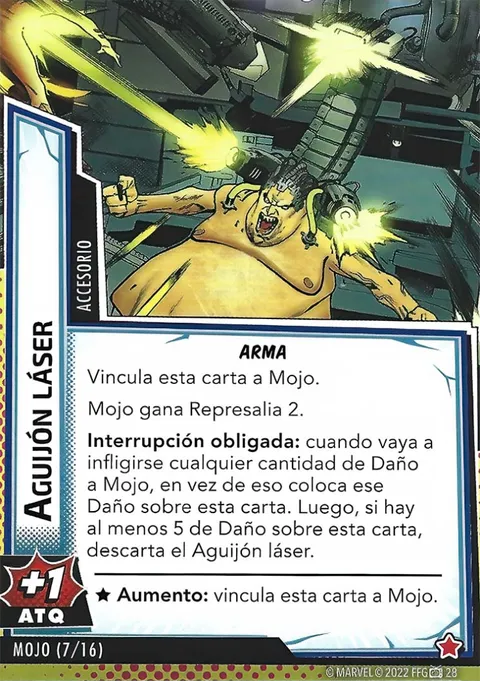 ACCESORIO
AGUIJÓN LÁSER
ARMA
Vincula esta carta a Mojo.
Mojo gana Represalia 2.
Interrupción obligada: cuando vaya a
infligirse cualquier cantidad de Daño
a Mojo, en vez de eso coloca ese
Daño sobre esta carta. Luego, si hay
al menos 5 de Daño sobre esta carta,
descarta el Aguijón láser.
+1
ATQ
★ Aumento: vincula esta carta a Mojo.
MOJO (7/16)
© MARVEL © 2022 FFG 28